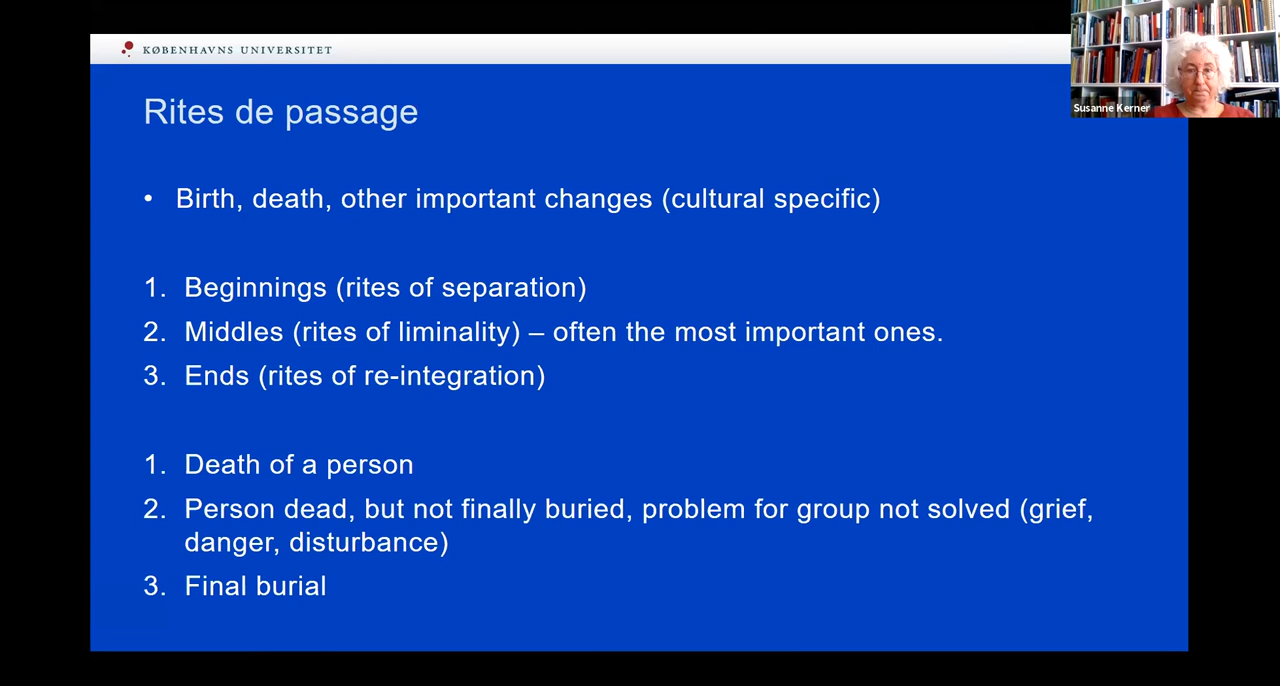 KØBENHAVNS UNIVERSITET
Susanne Kerner
Rites de passage
• Birth, death, other important changes (cultural specific)
1. Beginnings (rites of separation)
2. Middles (rites of liminality) – often the most important ones.
3. Ends (rites of re-integration)
1. Death of a person
2. Person dead, but not finally buried, problem for group not solved (grief,
danger, disturbance)
3. Final burial